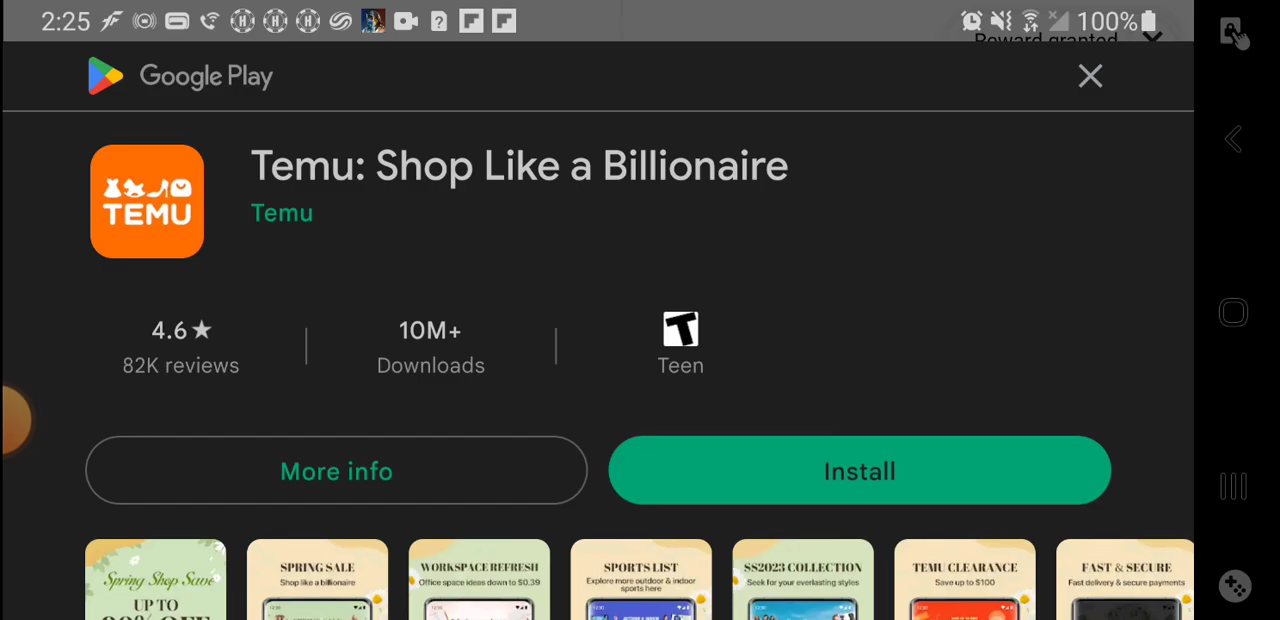 2:25
100%
Reward granted
Google Play
Temu: Shop Like a Billionaire
TEMU
Temu
4.6★
10M+
T
82K reviews
Downloads
Teen
More info
Install
Spring Shop Save
UP TO
SPRING SALE
Shop like a billionaire
WORKSPACE REFRESH
Office space ideas down to $0.39
SPORTS LIST
Explore more outdoor & indoor
sports here
SS2023 COLLECTION
Seek for your everlasting styles
TEMU CLEARANCE
Save up to $100
FAST & SECURE
Fast delivery & secure payments